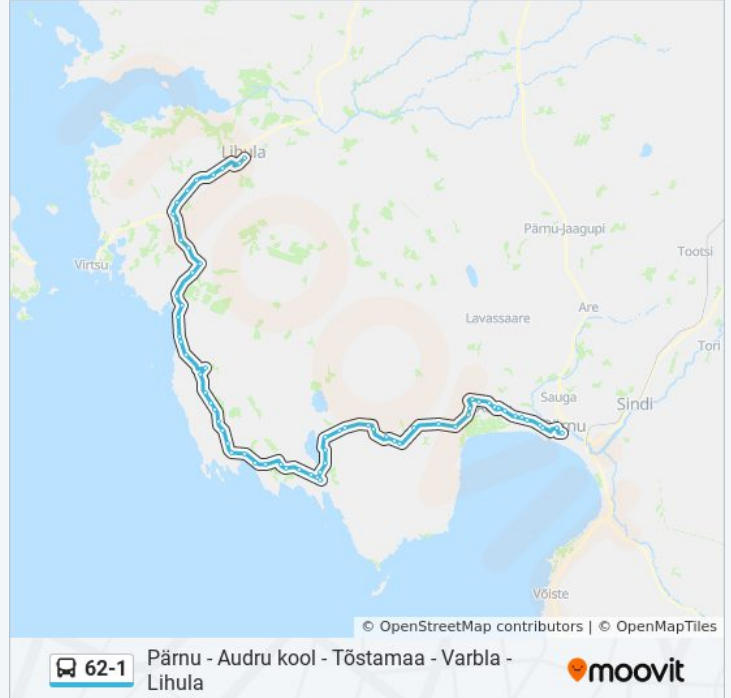 Lihula
Virtsu
Pärnu-Jaagupi
Tootsi
Are
Lavassaare
Tori
Sauga
Sindi
Võiste
© OpenStreetMap contributors | © OpenMapTiles
62-1
Pärnu - Audru kool - Tõstamaa - Varbla -
Lihula
moovit